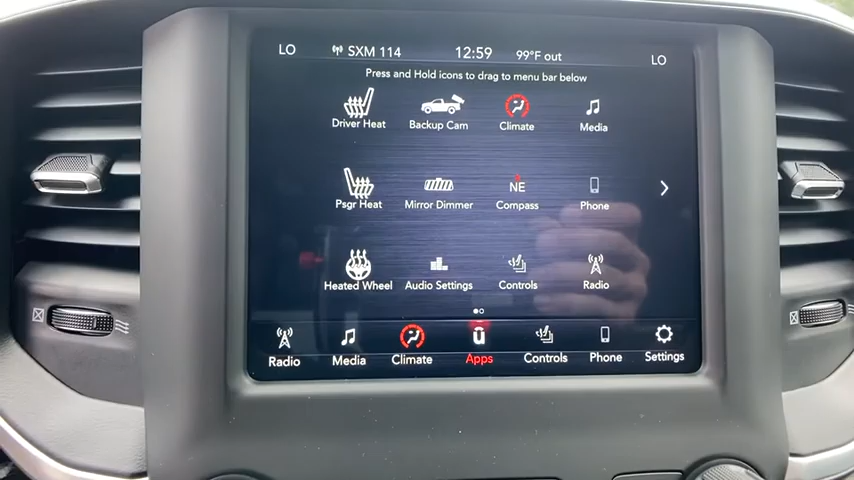 LO SXM 114 12:59 99°F out LO
Press and Hold icons to drag to menu bar below
Driver Heat Backup Cam Climate Media
NE
Psgr Heat Mirror Dimmer Compass Phone
Heated Wheel Audio Settings Controls Radio
Radio Media Climate Apps Controls Phone Settings